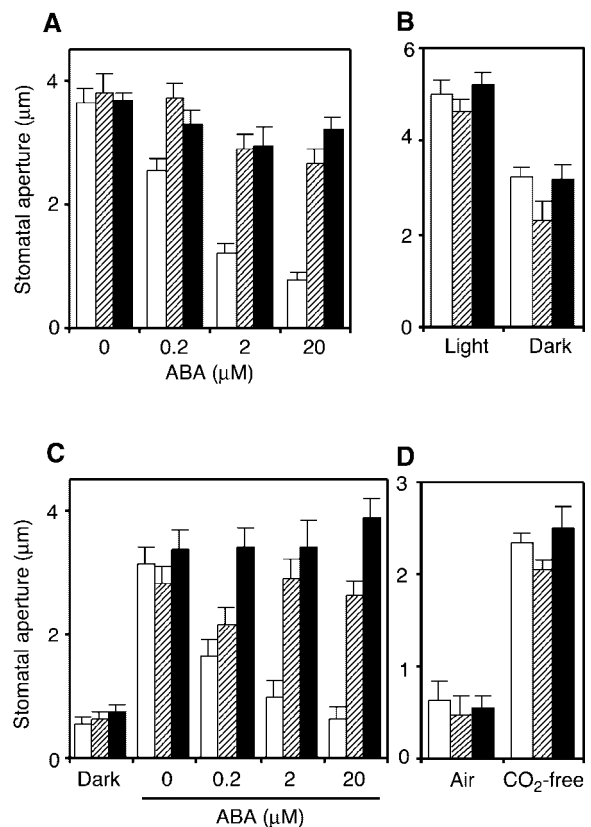 A
B
Stomatal aperture (μm)
4
2
0
0 0.2 2 20
ABA (μM)
6
4
2
0
Light Dark
C
D
Stomatal aperture (μm)
4
2
0
Dark 0 0.2 2 20
ABA (μM)
3
2
1
0
Air CO₂-free